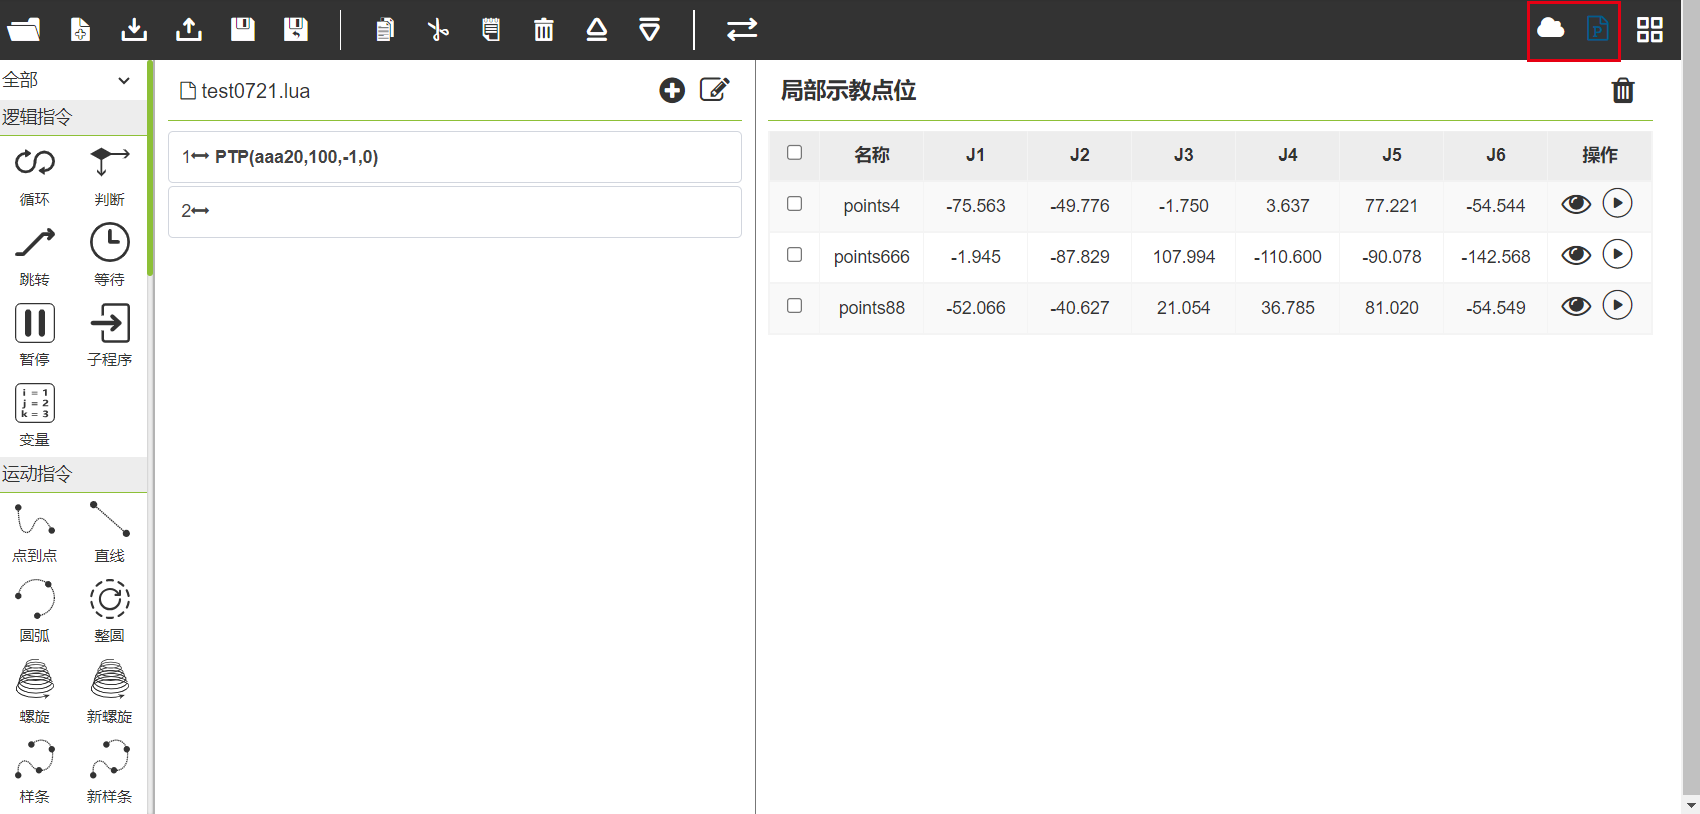 P
全部
逻辑指令
循环 判断
跳转 等待
暂停 子程序
i = 1
j = 2
k = 3
变量
运动指令
点到点 直线
圆弧 整圆
螺旋 新螺旋
样条 新样条
test0721.lua
1 PTP(aaa20,100,-1,0)
2
局部示教点位
名称 J1 J2 J3 J4 J5 J6 操作
points4 -75.563 -49.776 -1.750 3.637 77.221 -54.544
points666 -1.945 -87.829 107.994 -110.600 -90.078 -142.568
points88 -52.066 -40.627 21.054 36.785 81.020 -54.549